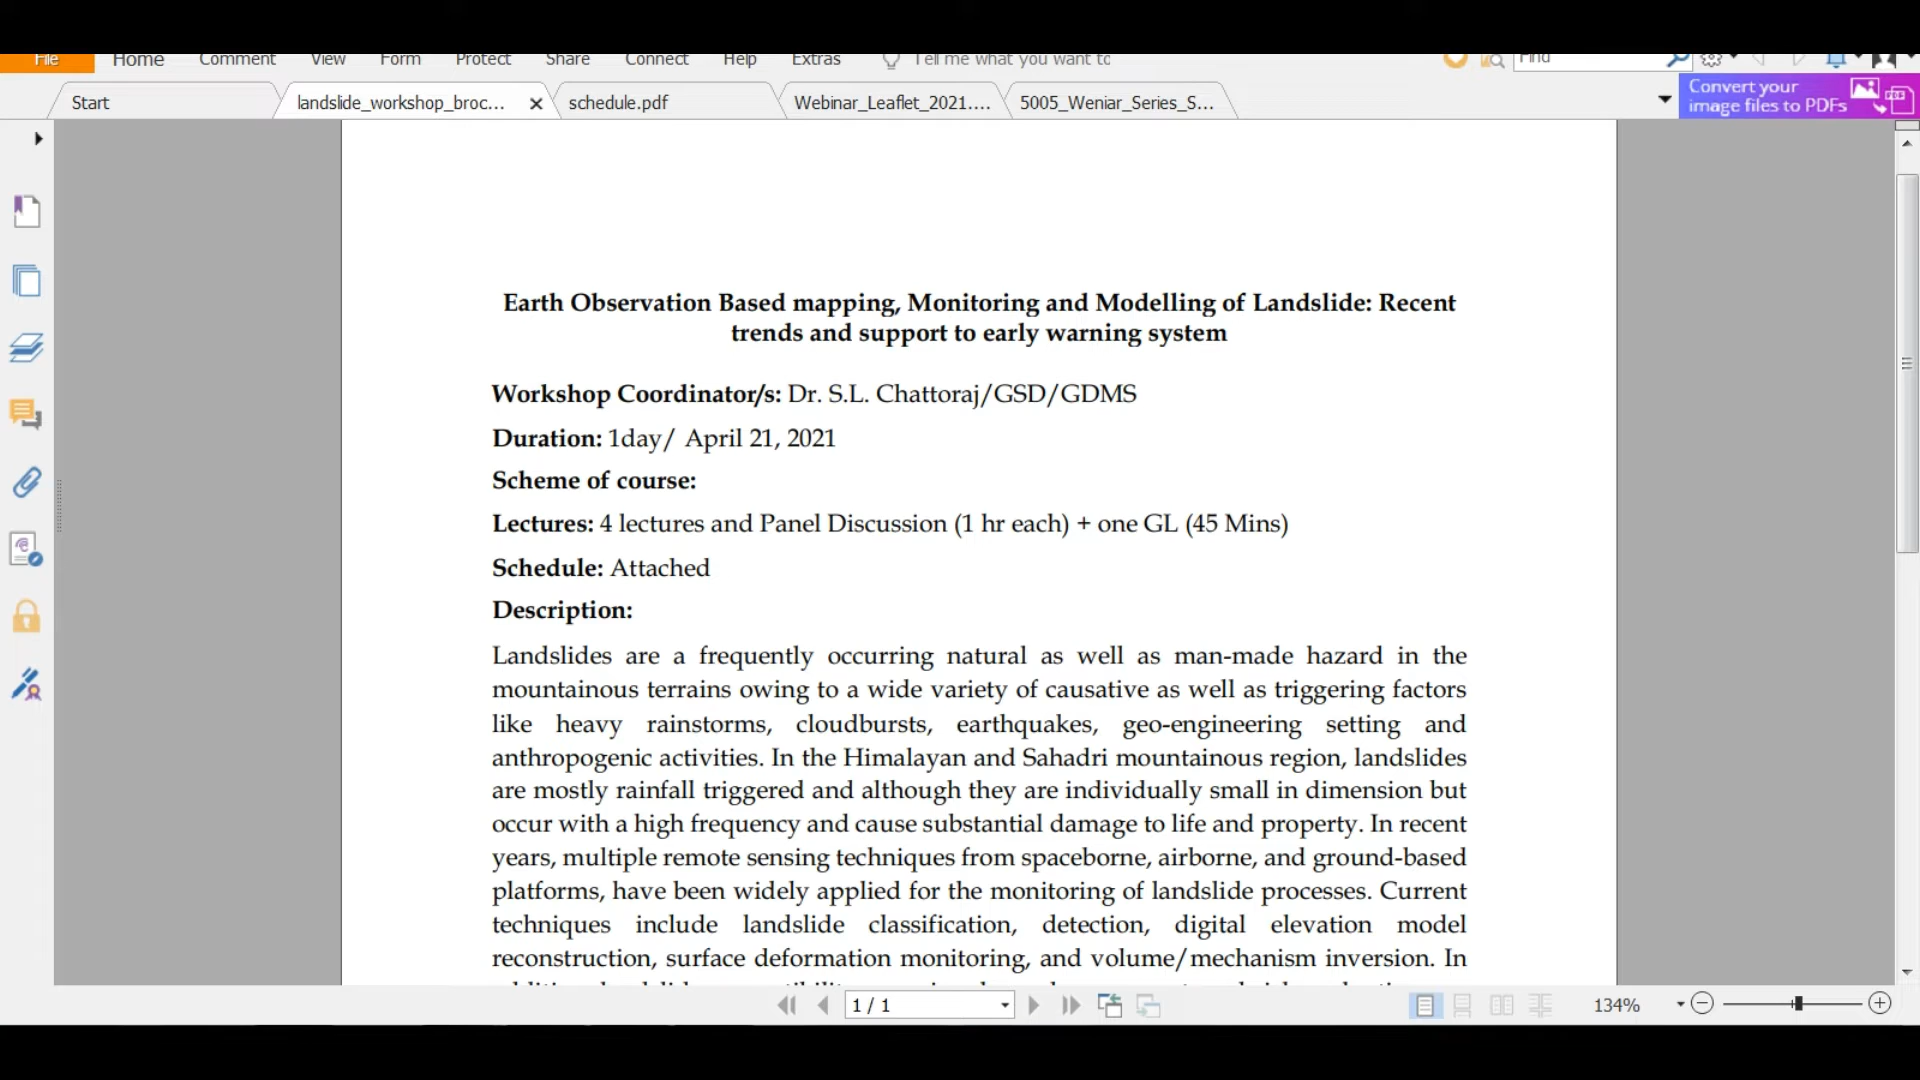 File Home Comment View Form Protect Share Connect Help Extras Tell me what you want to Find
Start landslide_workshop_broc... schedule.pdf Webinar_Leaflet_2021.... 5005_Weniar_Series_S...
Convert your
image files to PDFs
Earth Observation Based mapping, Monitoring and Modelling of Landslide: Recent
trends and support to early warning system
Workshop Coordinator/s: Dr. S.L. Chattoraj/GSD/GDMS
Duration: 1day/ April 21, 2021
Scheme of course:
Lectures: 4 lectures and Panel Discussion (1 hr each) + one GL (45 Mins)
Schedule: Attached
Description:
Landslides are a frequently occurring natural as well as man-made hazard in the
mountainous terrains owing to a wide variety of causative as well as triggering factors
like heavy rainstorms, cloudbursts, earthquakes, geo-engineering setting and
anthropogenic activities. In the Himalayan and Sahadri mountainous region, landslides
are mostly rainfall triggered and although they are individually small in dimension but
occur with a high frequency and cause substantial damage to life and property. In recent
years, multiple remote sensing techniques from spaceborne, airborne, and ground-based
platforms, have been widely applied for the monitoring of landslide processes. Current
techniques include landslide classification, detection, digital elevation model
reconstruction, surface deformation monitoring, and volume/mechanism inversion. In
1 / 1 134%